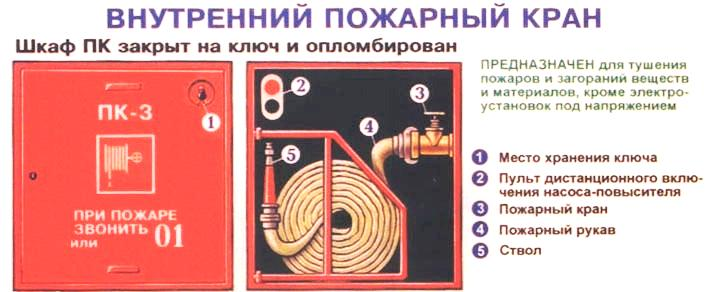 ВНУТРЕННИЙ ПОЖАРНЫЙ КРАН
Шкаф ПК закрыт на ключ и опломбирован
ПК-3
1
ПРИ ПОЖАРЕ
ЗВОНИТЬ
или 01
2
3
4
5
ПРЕДНАЗНАЧЕН для тушения
пожаров и загораний веществ
и материалов, кроме электро-
установок под напряжением
1 Место хранения ключа
2 Пульт дистанционного вклю-
чения насоса-повысителя
3 Пожарный кран
4 Пожарный рукав
5 Ствол